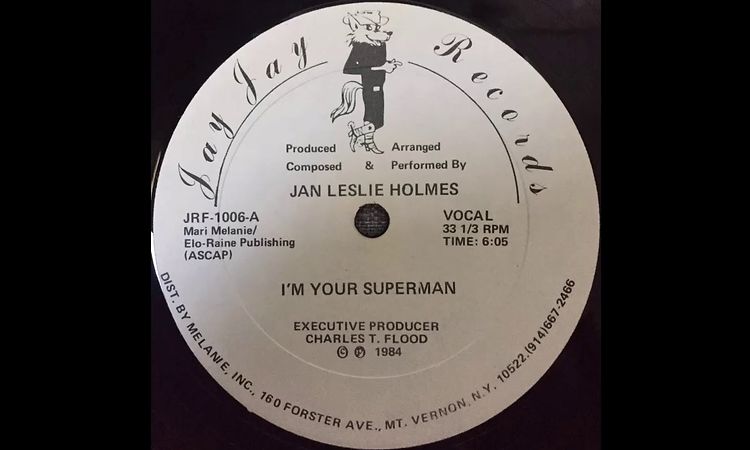 Jay Jay Records
Produced Arranged
Composed & Performed By
JAN LESLIE HOLMES
JRF-1006-A
Mari Melanie/
Elo-Raine Publishing
(ASCAP)
VOCAL
33 1/3 RPM
TIME: 6:05
I'M YOUR SUPERMAN
EXECUTIVE PRODUCER
CHARLES T. FLOOD
© ℗ 1984
DIST. BY MELANIE, INC., 160 FORSTER AVE., MT. VERNON, N.Y. 10522.(914)667-2466